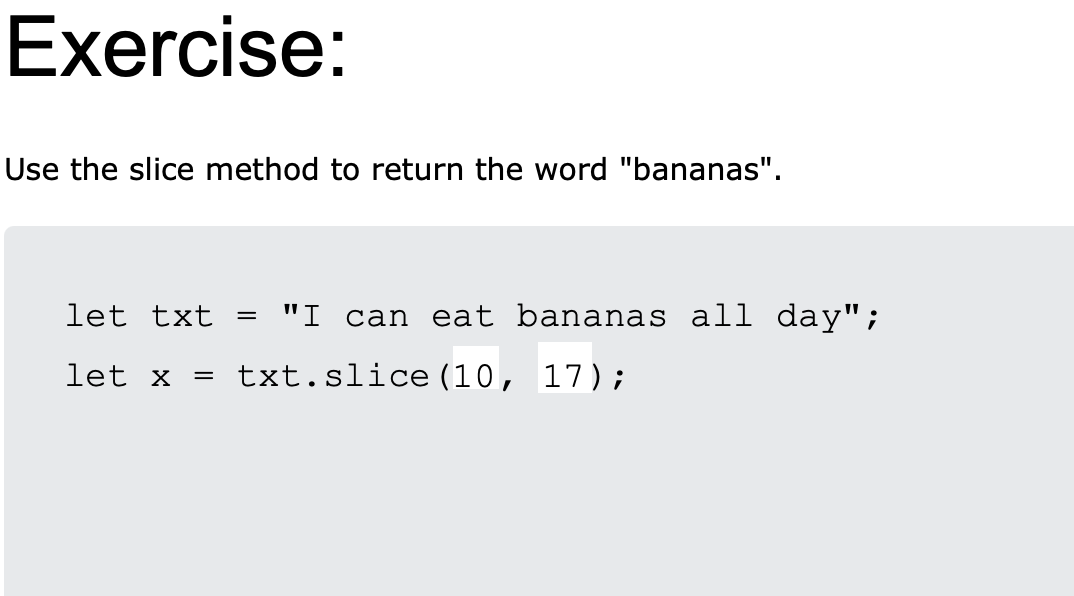 Exercise:
Use the slice method to return the word "bananas".
let txt = "I can eat bananas all day";
let x = txt.slice(10, 17);